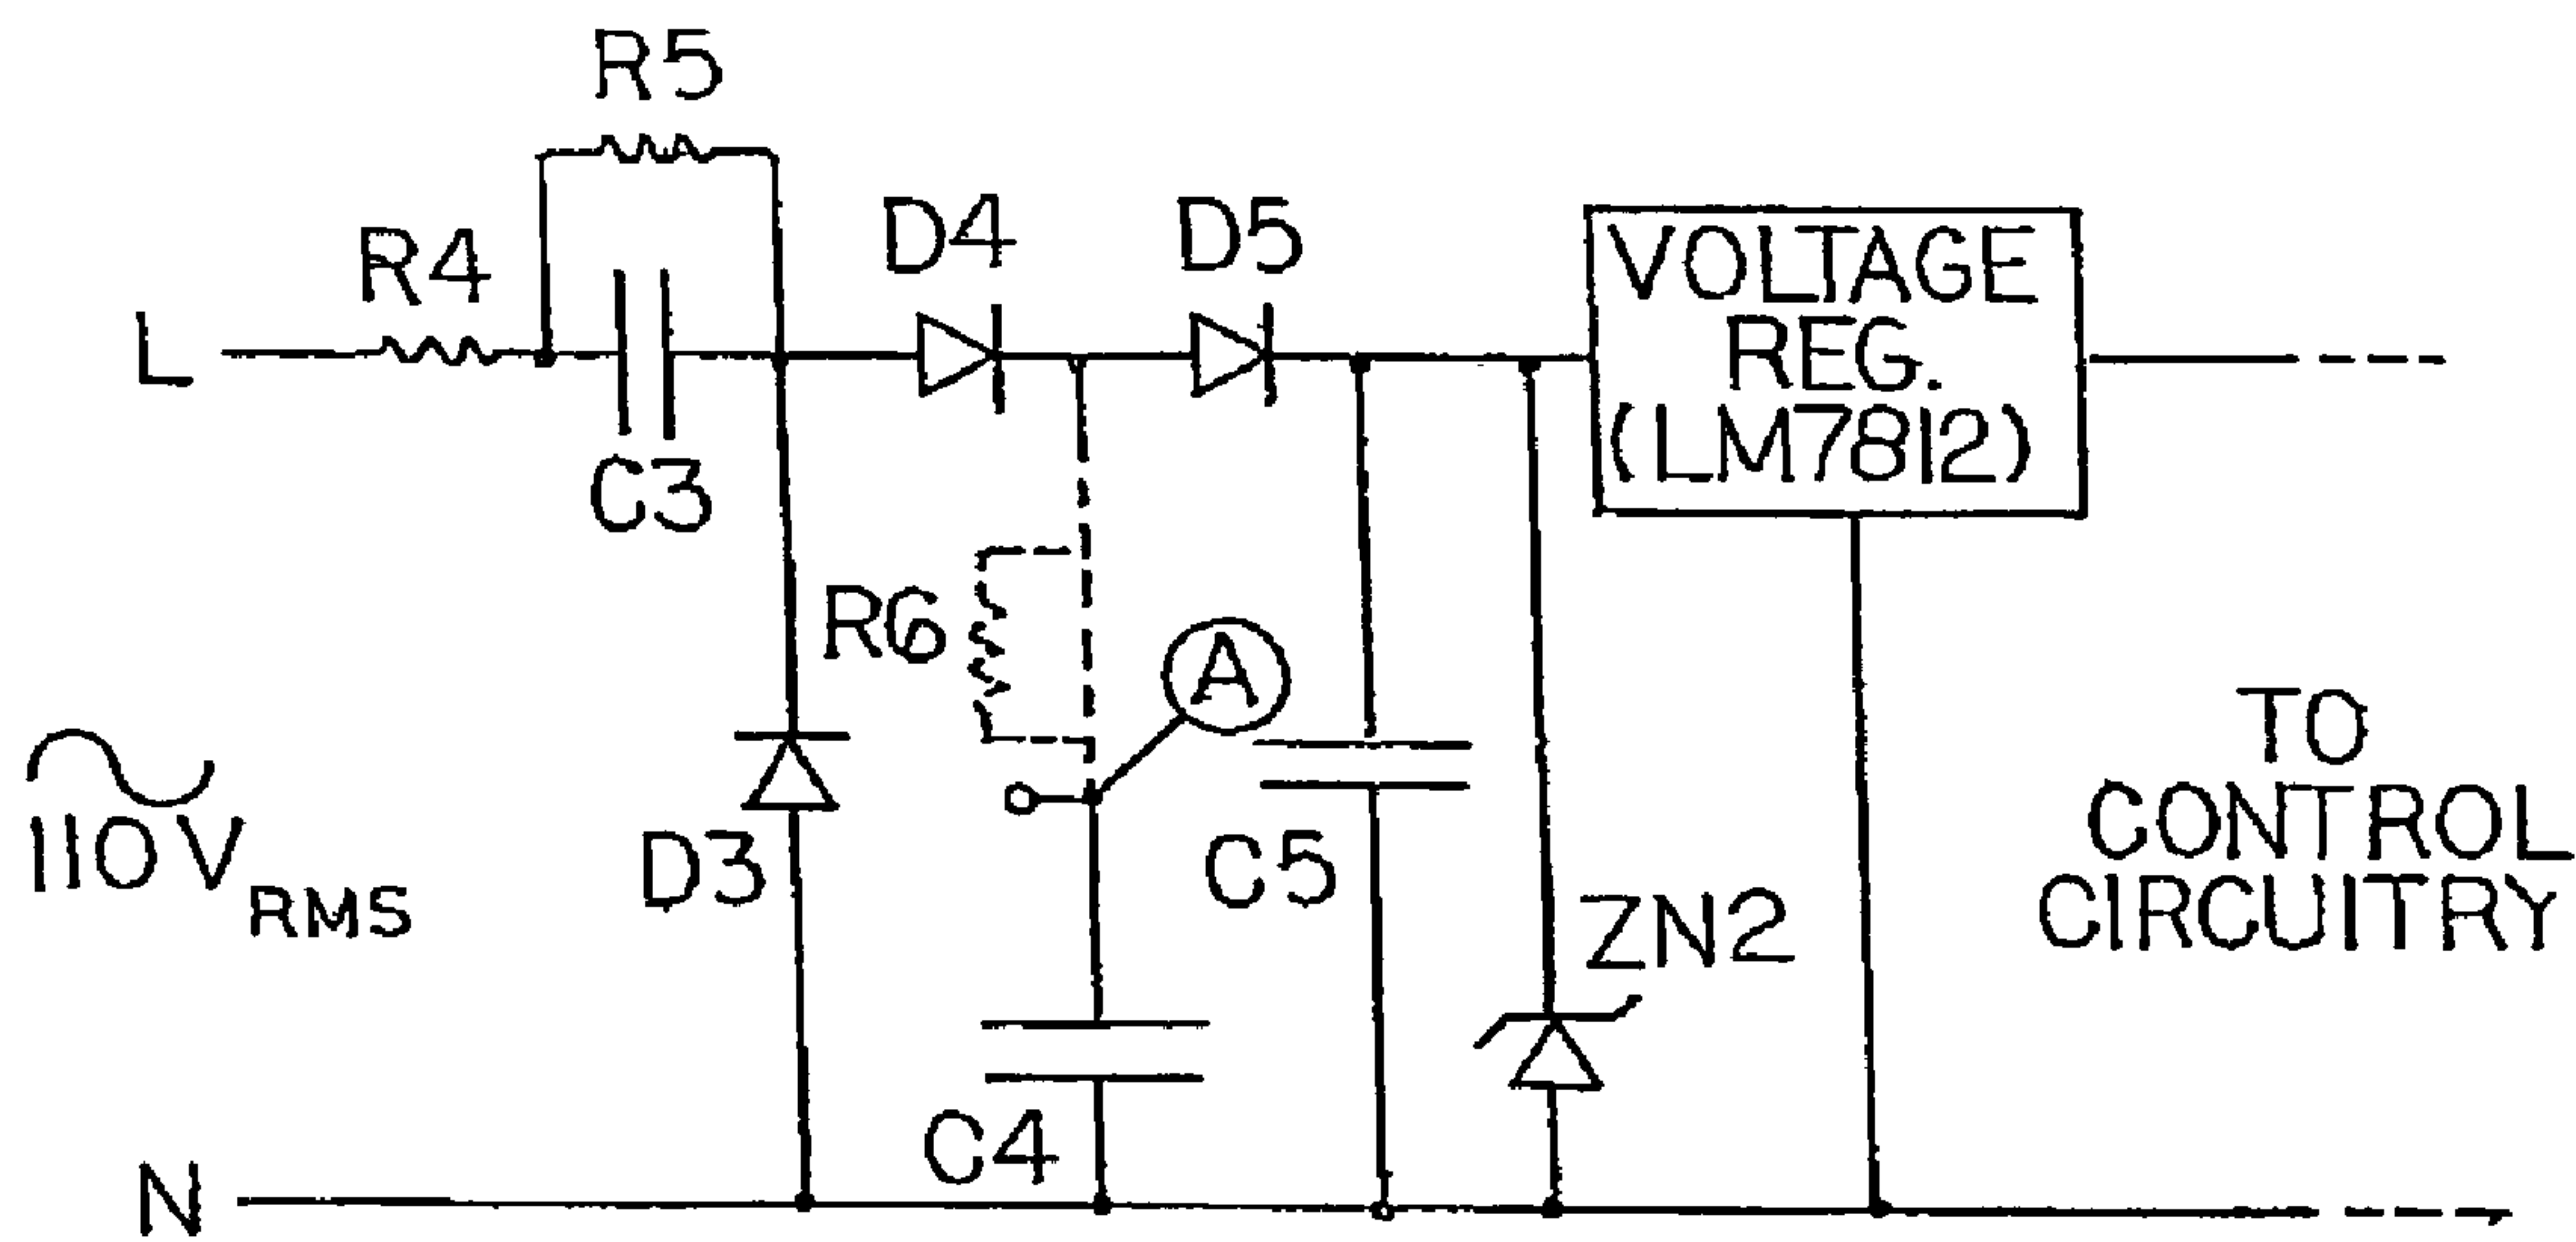 R5
R4
D4
D5
L
C3
VOLTAGE
REG.
(LM7812)
R6
A
110V RMS
D3
C5
ZN2
TO
CONTROL
CIRCUITRY
C4
N